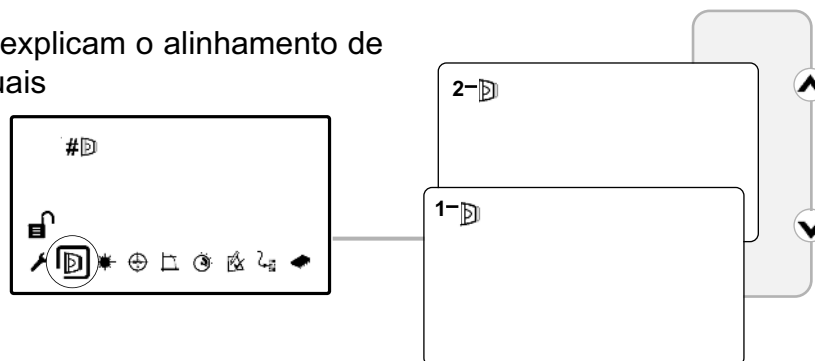 explicam o alinhamento de
uais
#
2-
1-